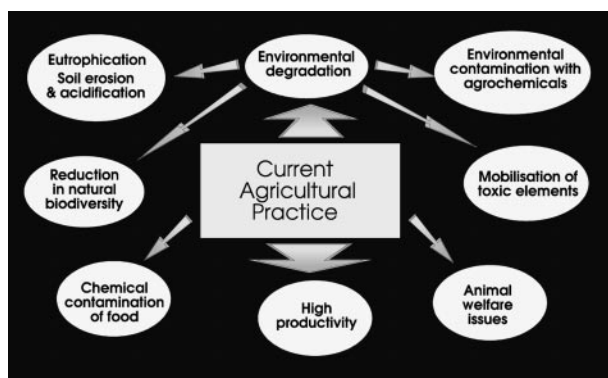 Eutrophication
Soil erosion
& acidification
Environmental
degradation
Environmental
contamination with
agrochemicals
Reduction
in natural
biodiversity
Current
Agricultural
Practice
Mobilisation of
toxic elements
Chemical
contamination
of food
High
productivity
Animal
welfare
issues